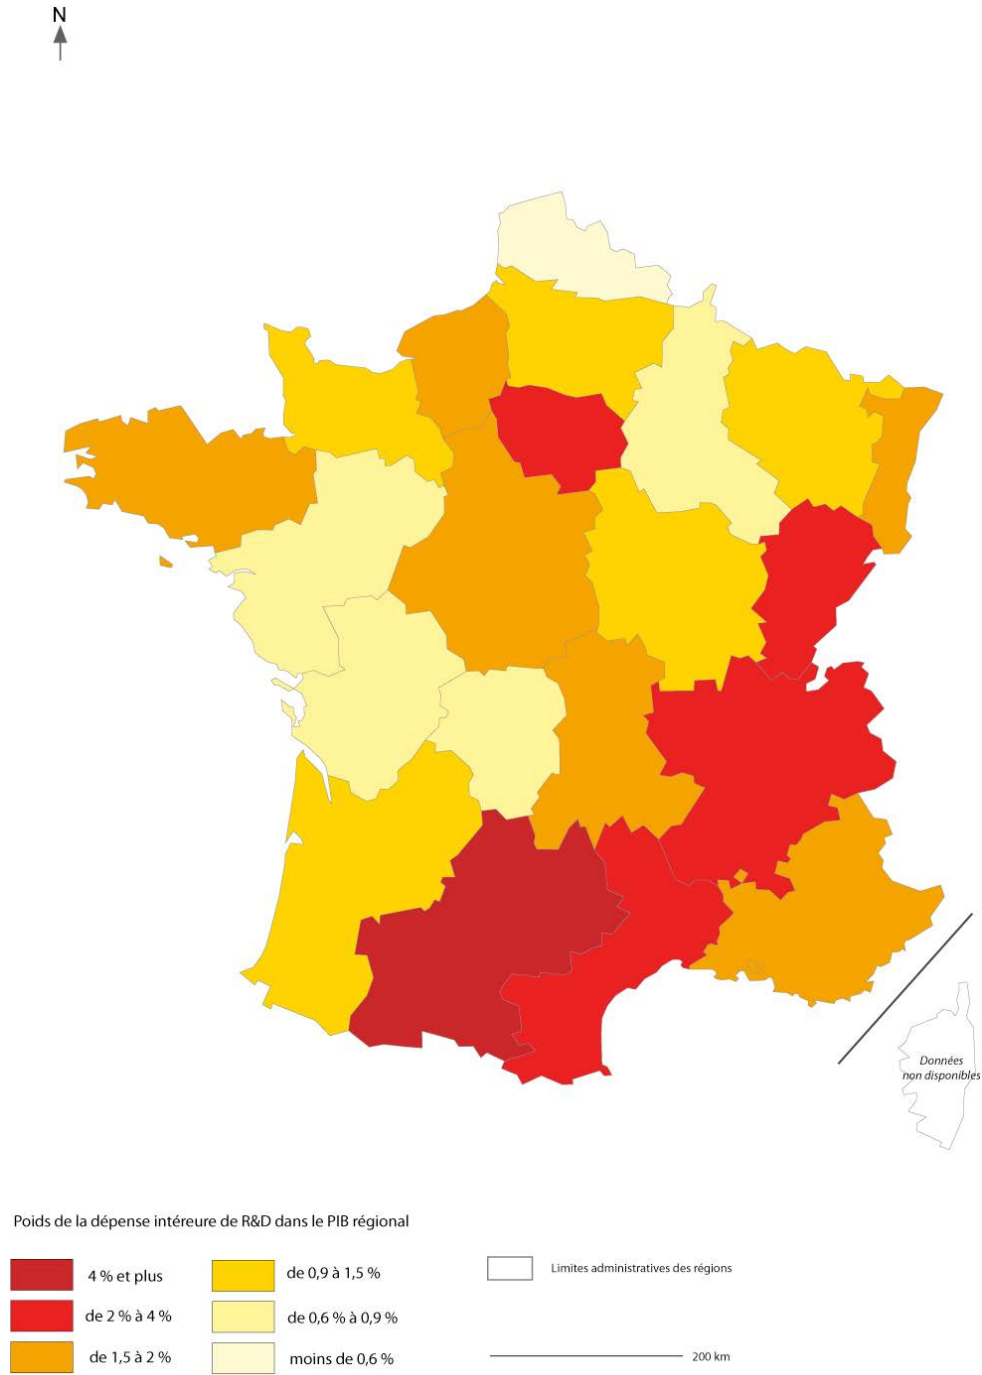 N
Données
non disponibles
Poids de la dépense intéreure de R&D dans le PIB régional
4 % et plus
de 2 % à 4 %
de 1,5 à 2 %
de 0,9 à 1,5 %
de 0,6 % à 0,9 %
moins de 0,6 %
Limites administratives des régions
200 km